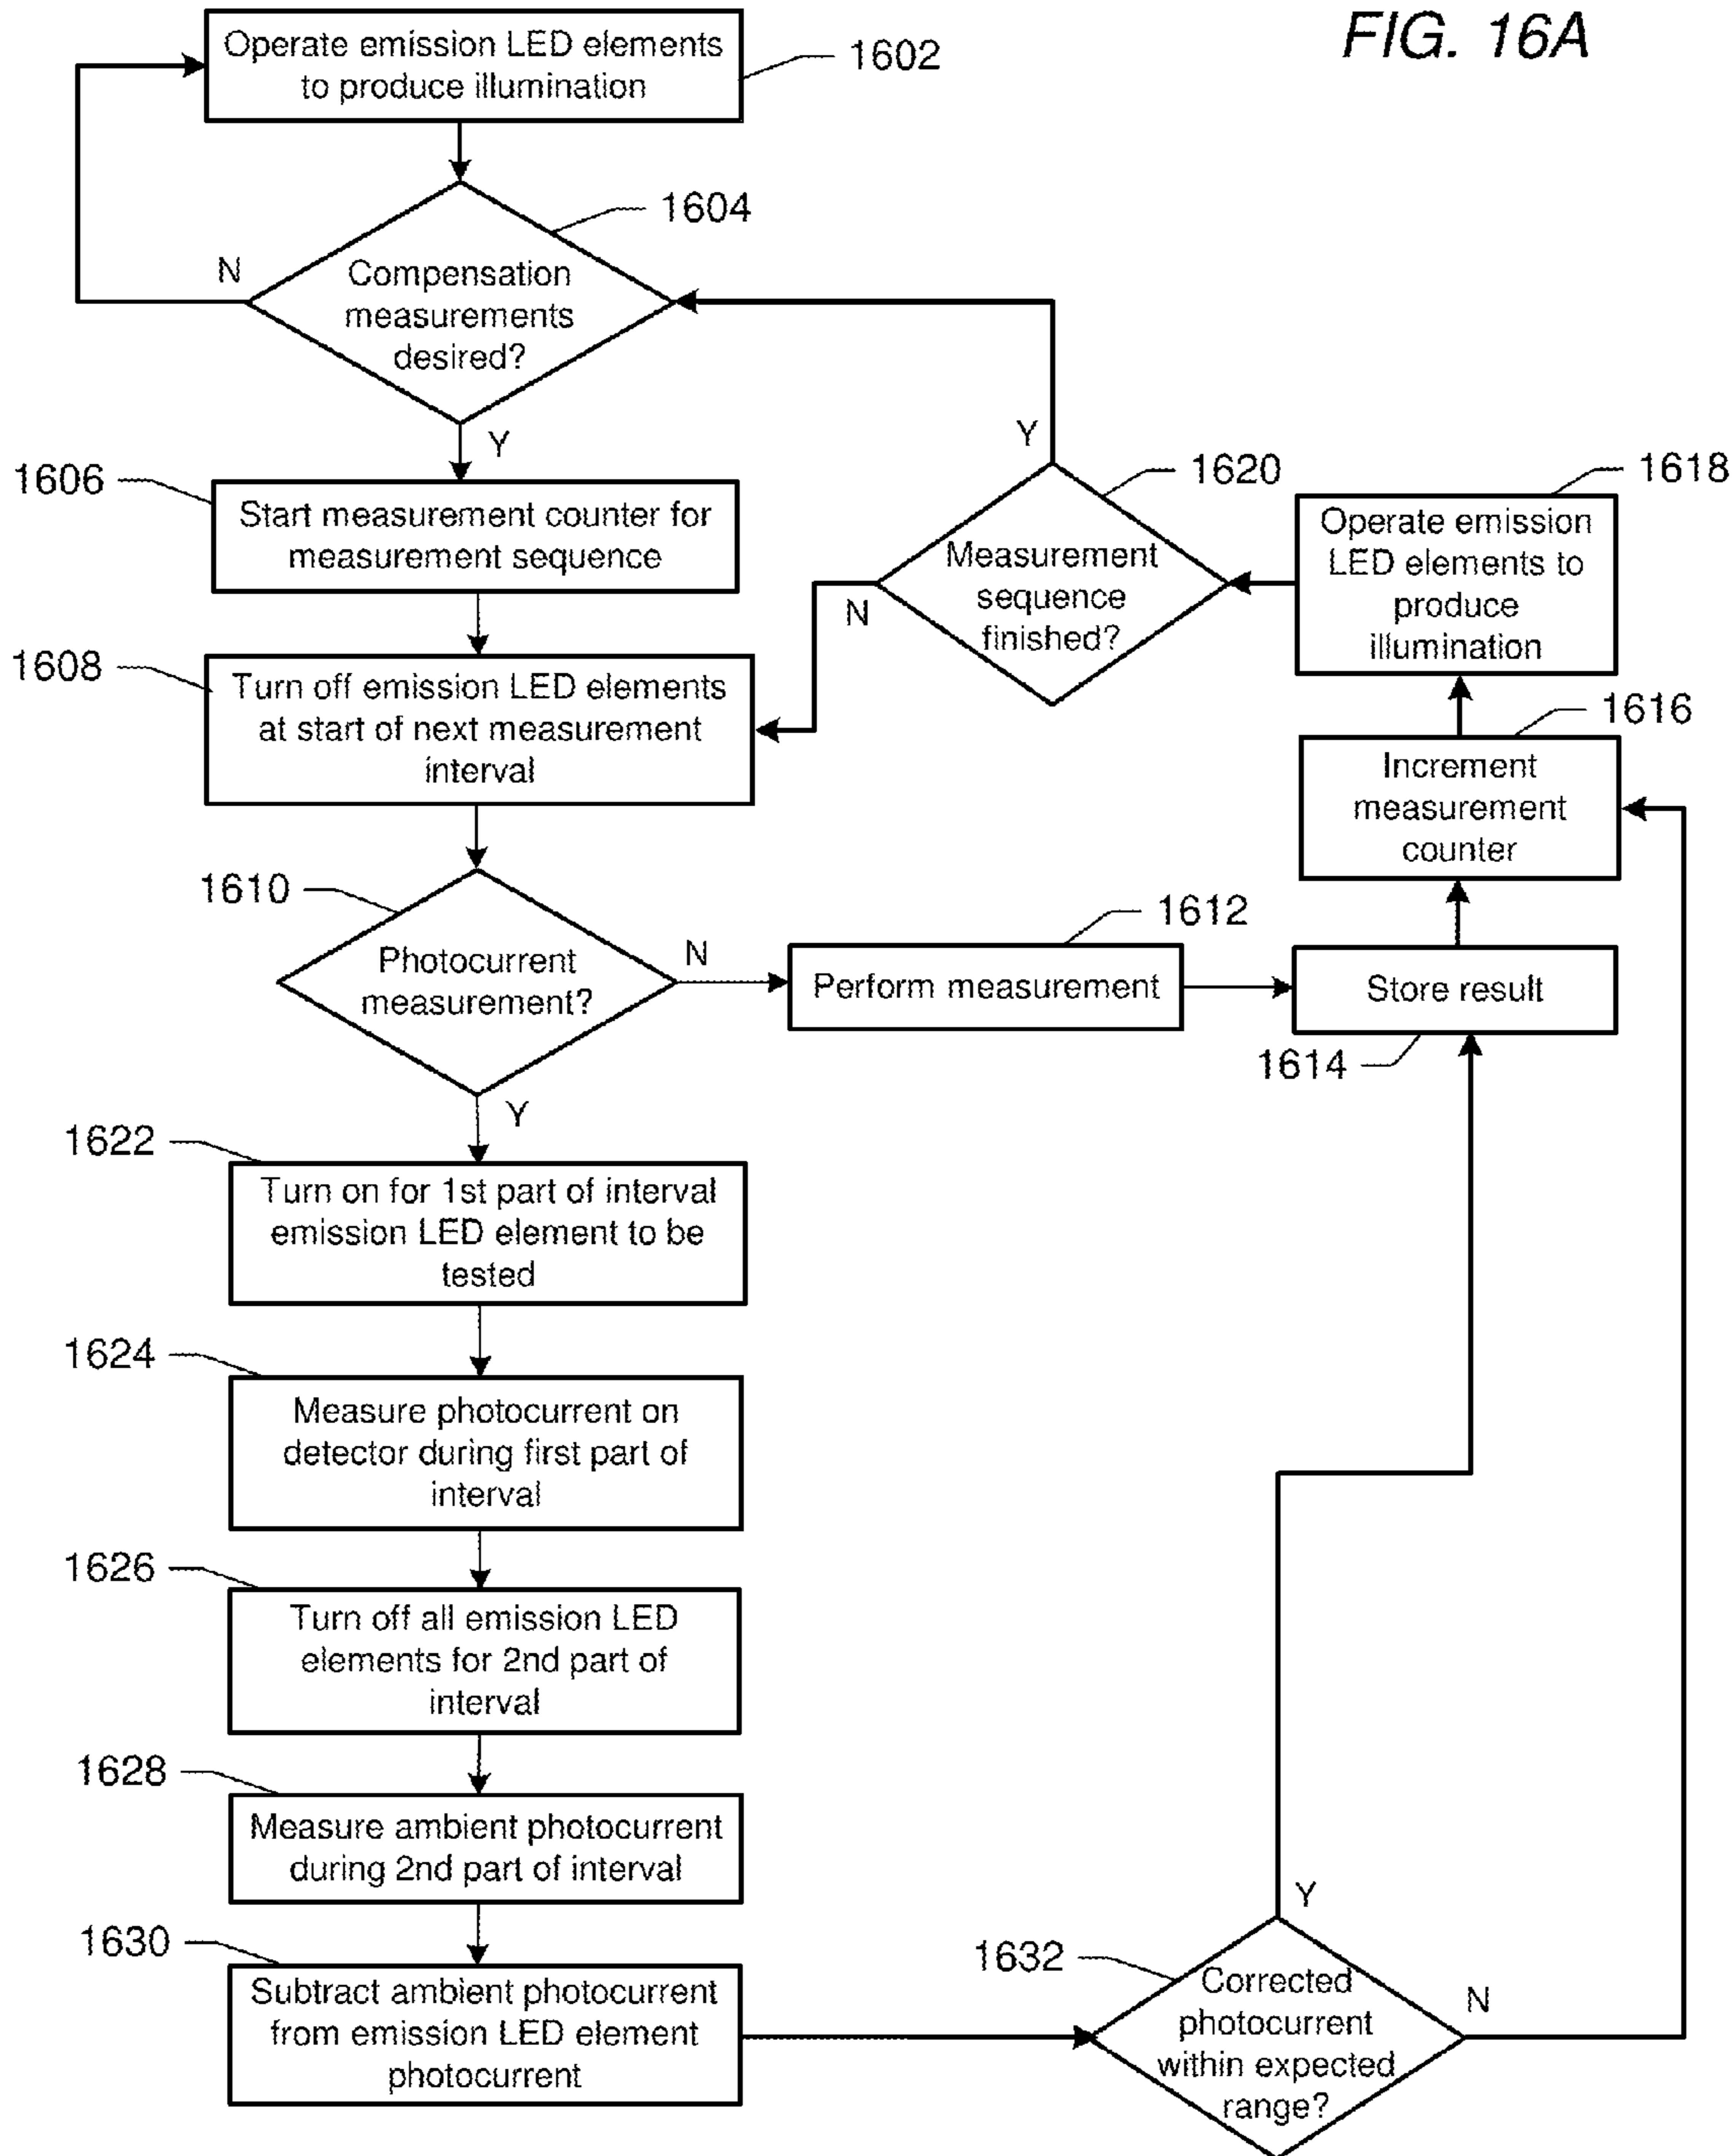 FIG. 16A
Operate emission LED elements
to produce illumination
1602
1604
Compensation
measurements
desired?
N
Y
1606
Start measurement counter for
measurement sequence
1608
Turn off emission LED elements
at start of next measurement
interval
Y
1620
Measurement
sequence
finished?
N
1618
Operate emission
LED elements to
produce
illumination
1616
Increment
measurement
counter
1610
Photocurrent
measurement?
N
Y
1612
Perform measurement
Store result
1614
1622
Turn on for 1st part of interval
emission LED element to be
tested
1624
Measure photocurrent on
detector during first part of
interval
1626
Turn off all emission LED
elements for 2nd part of
interval
1628
Measure ambient photocurrent
during 2nd part of interval
1630
Subtract ambient photocurrent
from emission LED element
photocurrent
Y
1632
Corrected
photocurrent
within expected
range?
N